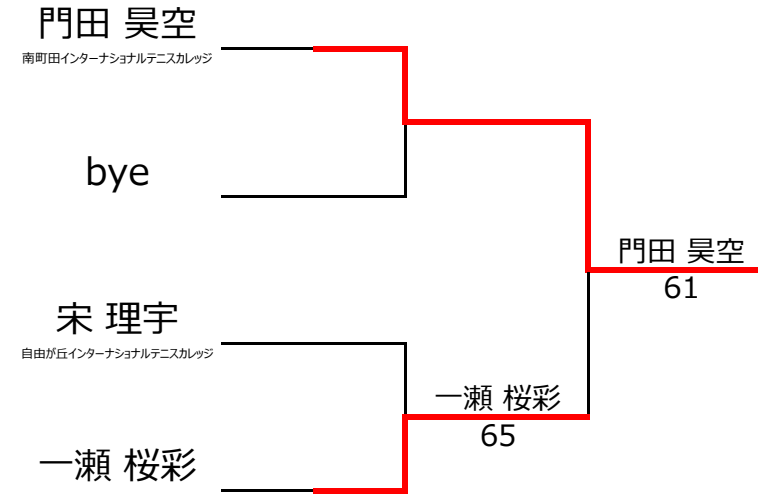 門田 昊空
南町田インターナショナルテニスカレッジ
bye
門田 昊空
61
宋 理宇
自由が丘インターナショナルテニスカレッジ
一瀬 桜彩
65
一瀬 桜彩